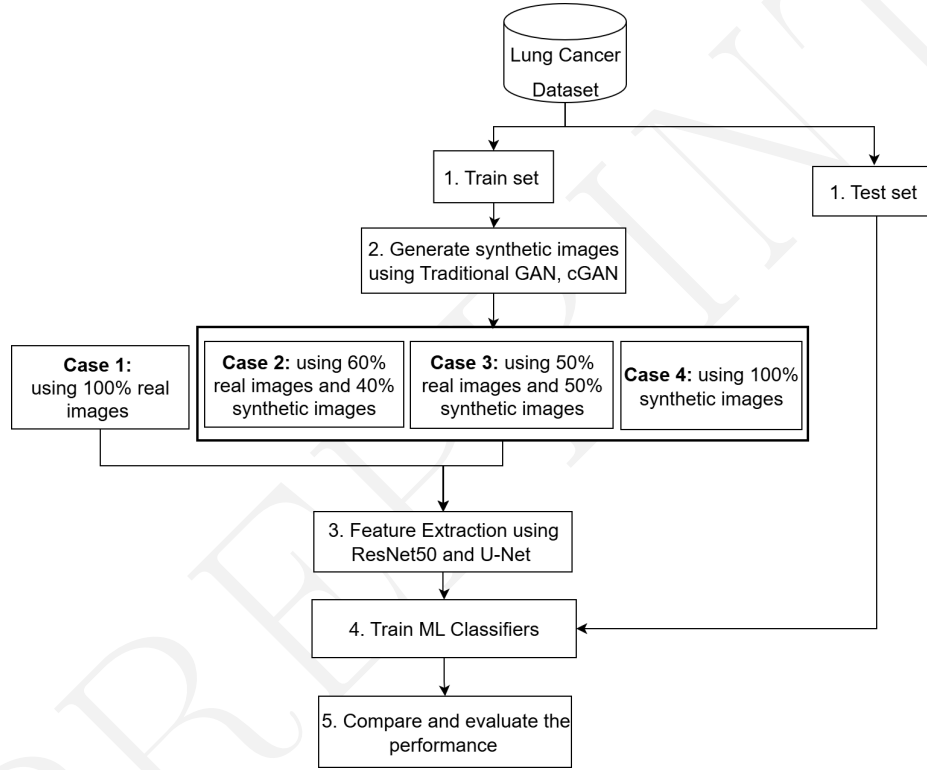 Lung Cancer
Dataset
1. Train set
1. Test set
2. Generate synthetic images
using Traditional GAN, cGAN
Case 1:
using 100% real
images
Case 2: using 60%
real images and 40%
synthetic images
Case 3: using 50%
real images and 50%
synthetic images
Case 4: using 100%
synthetic images
3. Feature Extraction using
ResNet50 and U-Net
4. Train ML Classifiers
5. Compare and evaluate the
performance
PREPRINT